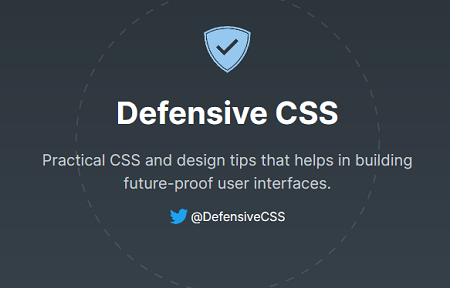 Defensive CSS
Practical CSS and design tips that helps in building
future-proof user interfaces.
@DefensiveCSS